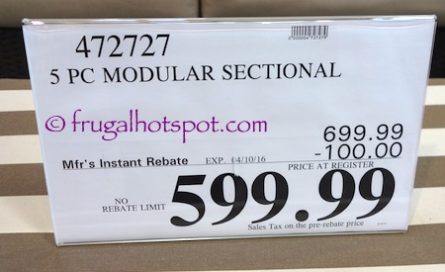 472727
5 PC MODULAR SECTIONAL
© frugalhotspot.com
699.99
Mfr's Instant Rebate EXP. 04/10/16 -100.00
PRICE AT REGISTER
NO
REBATE LIMIT
599.99
Sales Tax on the pre-rebate price